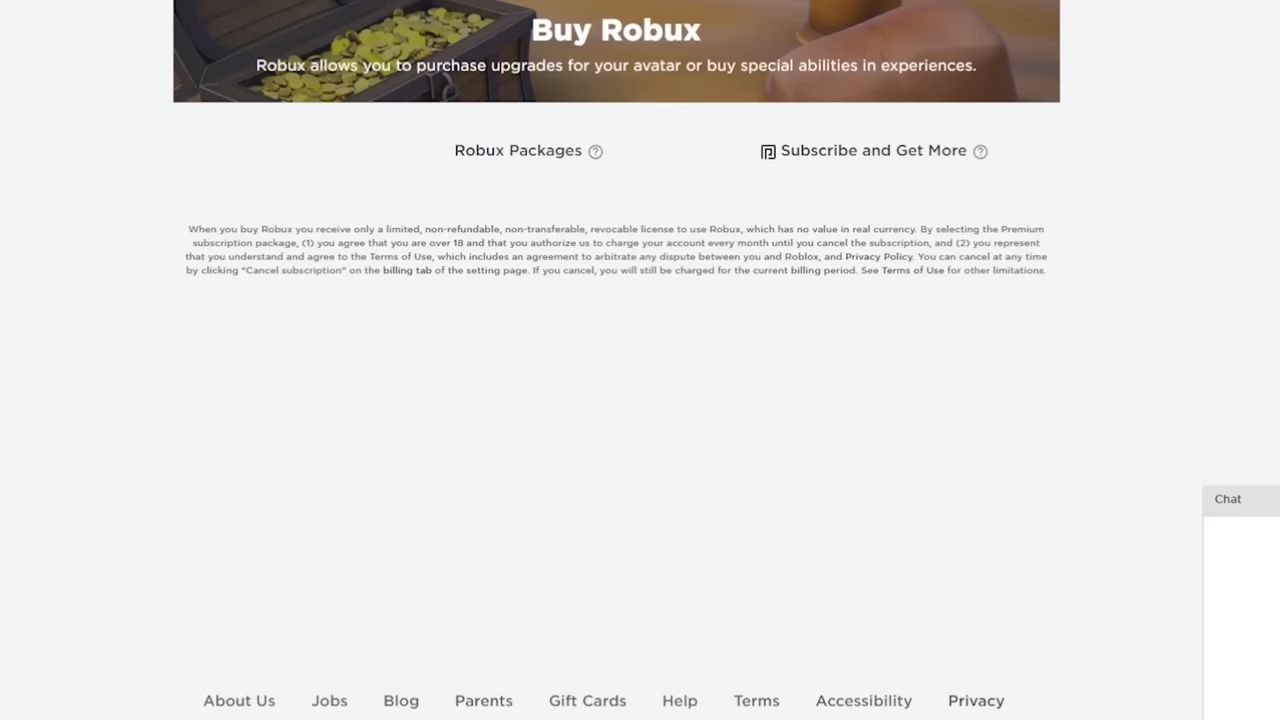 Buy Robux
Robux allows you to purchase upgrades for your avatar or buy special abilities in experiences.
Robux Packages
Subscribe and Get More
When you buy Robux you receive only a limited, non-refundable, non-transferable, revocable license to use Robux, which has no value in real currency. By selecting the Premium
subscription package, (1) you agree that you are over 18 and that you authorize us to charge your account every month until you cancel the subscription, and (2) you represent
that you understand and agree to the Terms of Use, which includes an agreement to arbitrate any dispute between you and Roblox, and Privacy Policy. You can cancel at any time
by clicking "Cancel subscription" on the billing tab of the setting page. If you cancel, you will still be charged for the current billing period. See Terms of Use for other limitations.
Chat
About Us Jobs Blog Parents Gift Cards Help Terms Accessibility Privacy